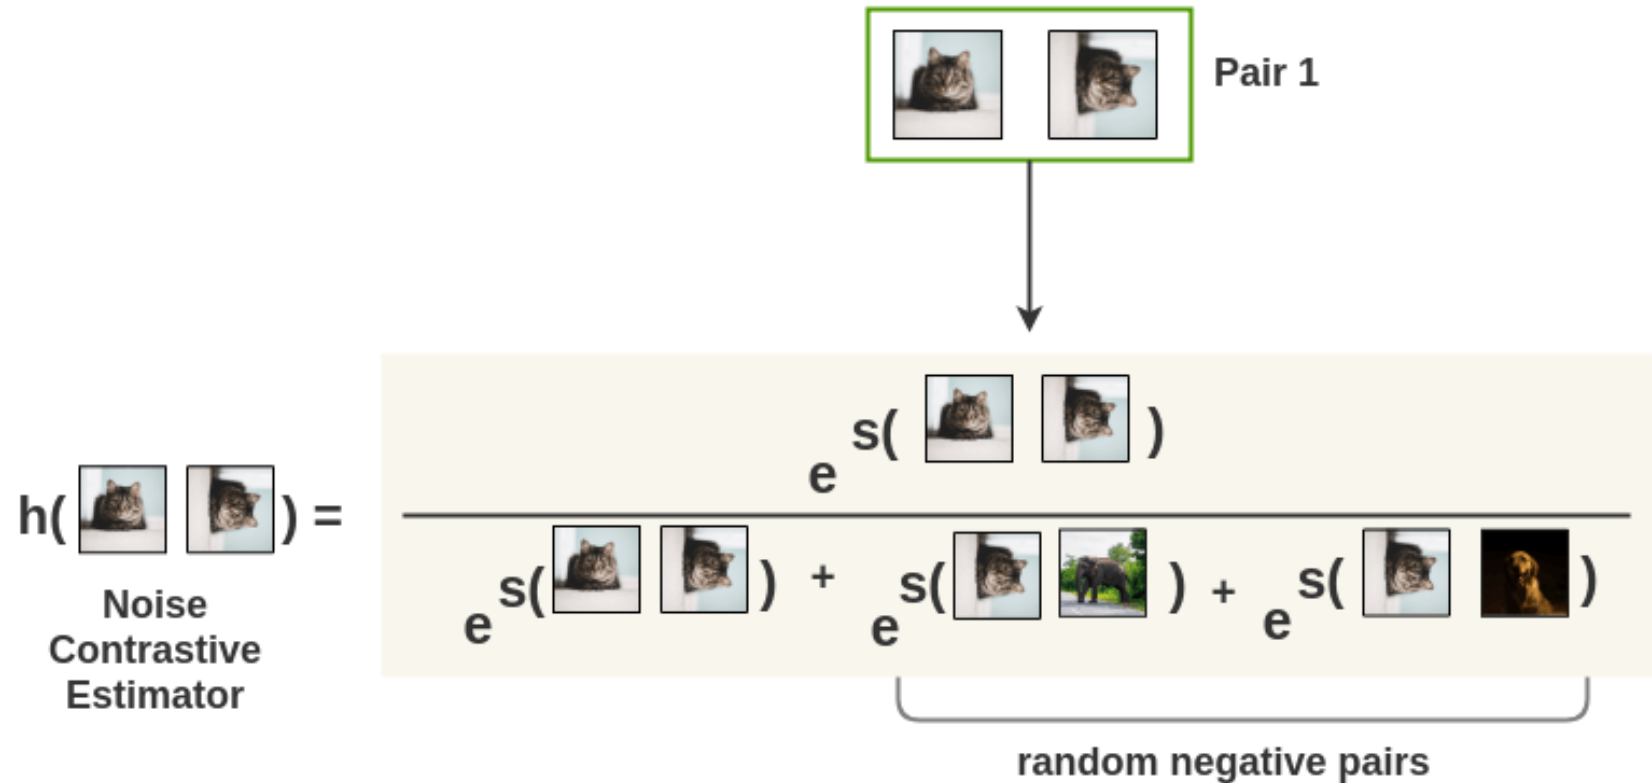 Pair 1
e s( )
h( ) =
e s( ) + e s( ) + e s( )
Noise
Contrastive
Estimator
random negative pairs